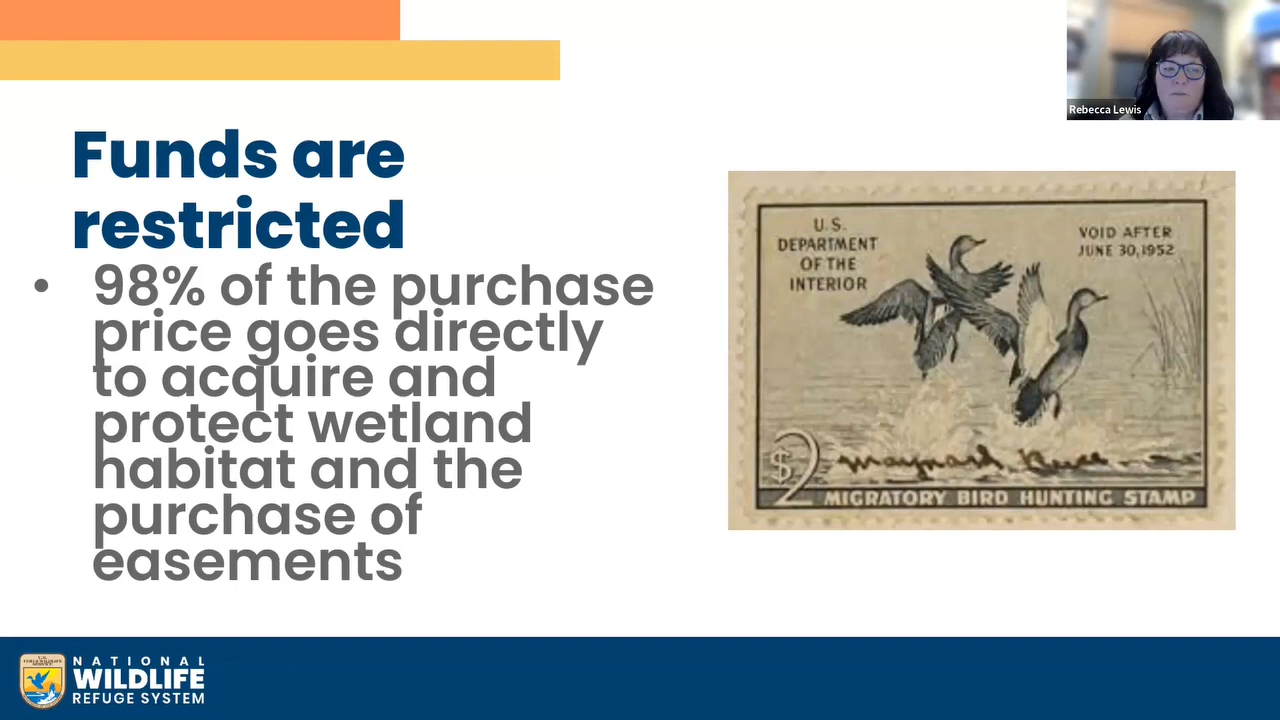 Rebecca Lewis
Funds are
restricted
• 98% of the purchase
price goes directly
to acquire and
protect wetland
habitat and the
purchase of
easements
U.S.
DEPARTMENT
OF THE
INTERIOR
VOID AFTER
JUNE 30, 1952
$2
MIGRATORY BIRD HUNTING STAMP
NATIONAL
WILDLIFE
REFUGE SYSTEM